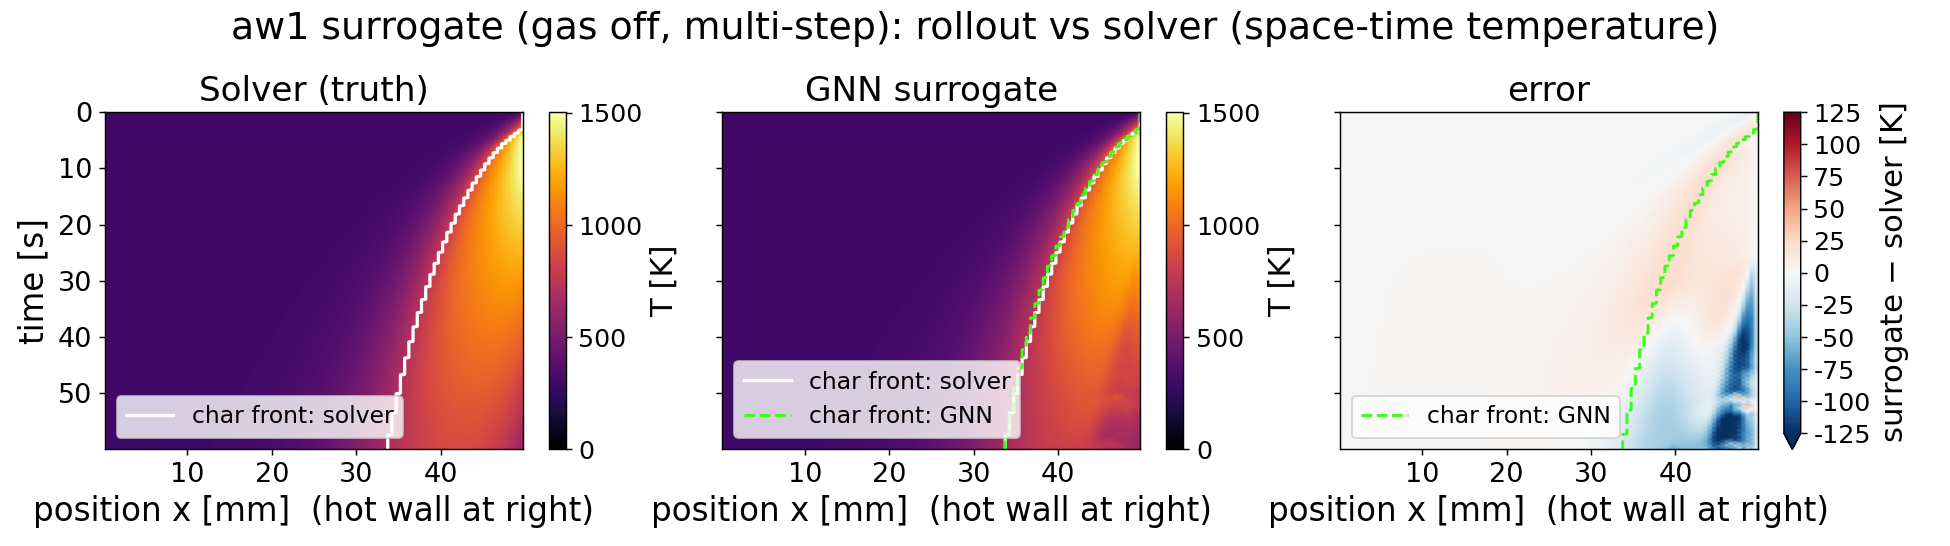 aw1 surrogate (gas off, multi-step): rollout vs solver (space-time temperature)
Solver (truth)
0
10
20
30
40
50
time [s]
10
20
30
40
position x [mm]  (hot wall at right)
char front: solver
1500
1000
500
0
T [K]
GNN surrogate
char front: solver
char front: GNN
10
20
30
40
position x [mm]  (hot wall at right)
1500
1000
500
0
T [K]
error
char front: GNN
10
20
30
40
position x [mm]  (hot wall at right)
125
100
75
50
25
0
-25
-50
-75
-100
-125
surrogate − solver [K]